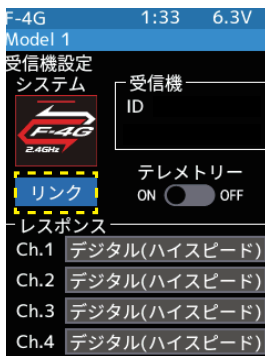 F-4G 1:33 6.3V
Model 1
受信機設定
システム
受信機
ID
F-4G
2.4GHz
テレメトリー
リンク
ON OFF
レスポンス
Ch.1 デジタル(ハイスピード)
Ch.2 デジタル(ハイスピード)
Ch.3 デジタル(ハイスピード)
Ch.4 デジタル(ハイスピード)